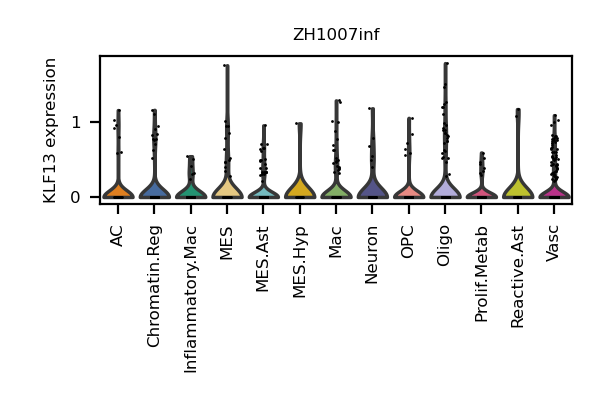 ZH1007inf
KLF13 expression
1
0
AC
Chromatin.Reg
Inflammatory.Mac
MES
MES.Ast
MES.Hyp
Mac
Neuron
OPC
Oligo
Prolif.Metab
Reactive.Ast
Vasc